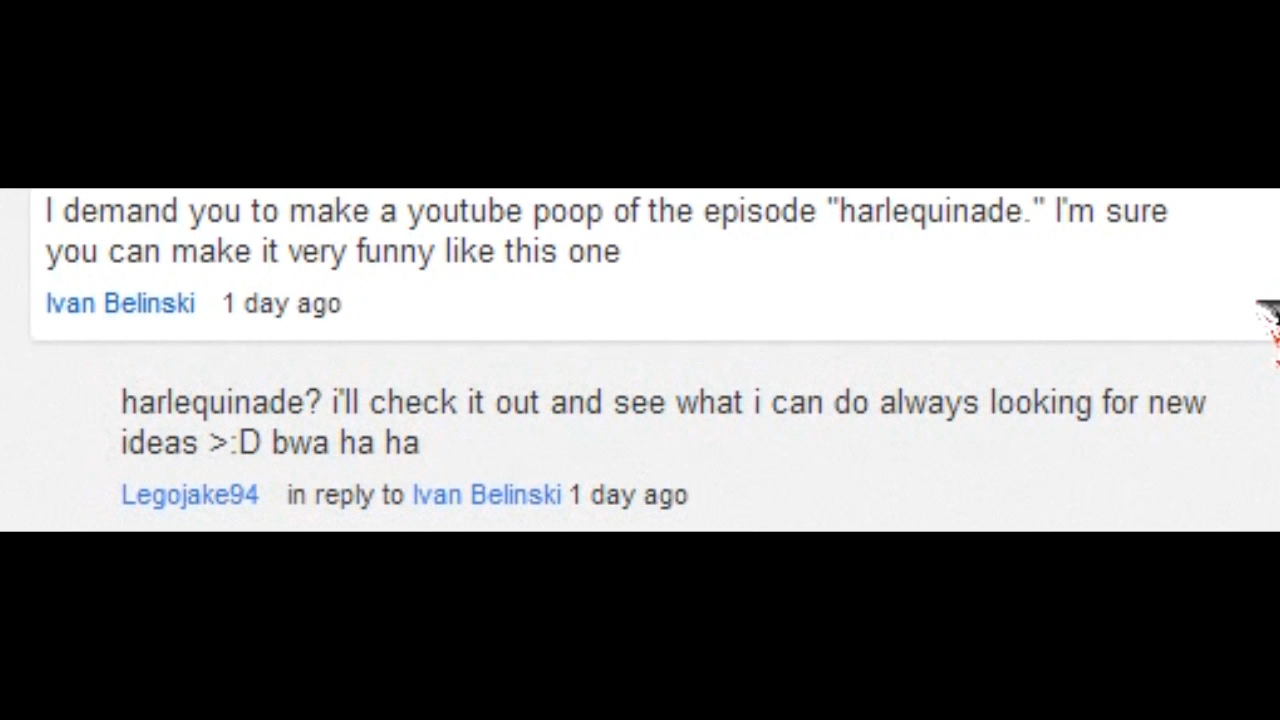 I demand you to make a youtube poop of the episode "harlequinade." I'm sure
you can make it very funny like this one
Ivan Belinski 1 day ago
harlequinade? i'll check it out and see what i can do always looking for new
ideas >:D bwa ha ha
Legojake94 in reply to Ivan Belinski 1 day ago